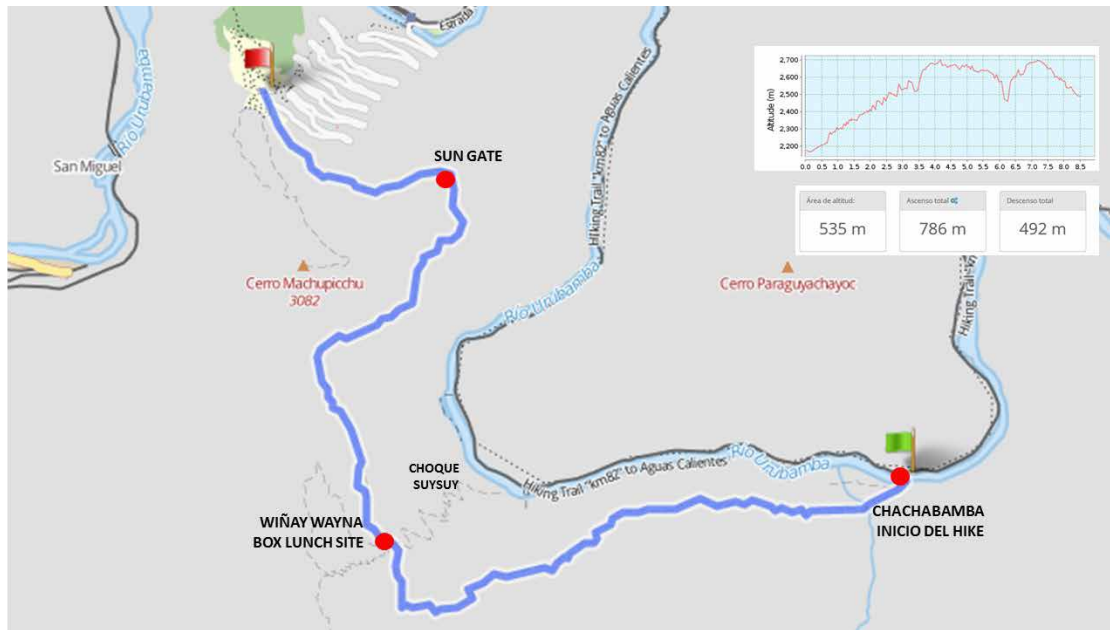 Estrada
Río Urubamba
San Miguel
SUN GATE
Cerro Machupicchu
3082
Hiking Trail "km82" to Aguas Calientes
Río Urubamba
2,700
2,600
2,500
2,400
2,300
2,200
Altitude (m)
0.0 0.5 1.0 1.5 2.0 2.5 3.0 3.5 4.0 4.5 5.0 5.5 6.0 6.5 7.0 7.5 8.0 8.5
Área de altitud:
535 m
Ascenso total
786 m
Descenso total
492 m
Cerro Paraguyachayoc
Hiking Trail "k
CHOQUE
SUYSUY
Hiking Trail "km82" to Aguas Calientes
Río Urubamba
WIÑAY WAYNA
BOX LUNCH SITE
CHACHABAMBA
INICIO DEL HIKE